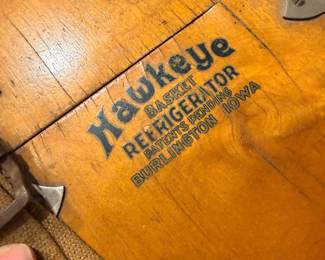 Hawkeye
BASKET
REFRIGERATOR
PATENTS PENDING
BURLINGTON IOWA